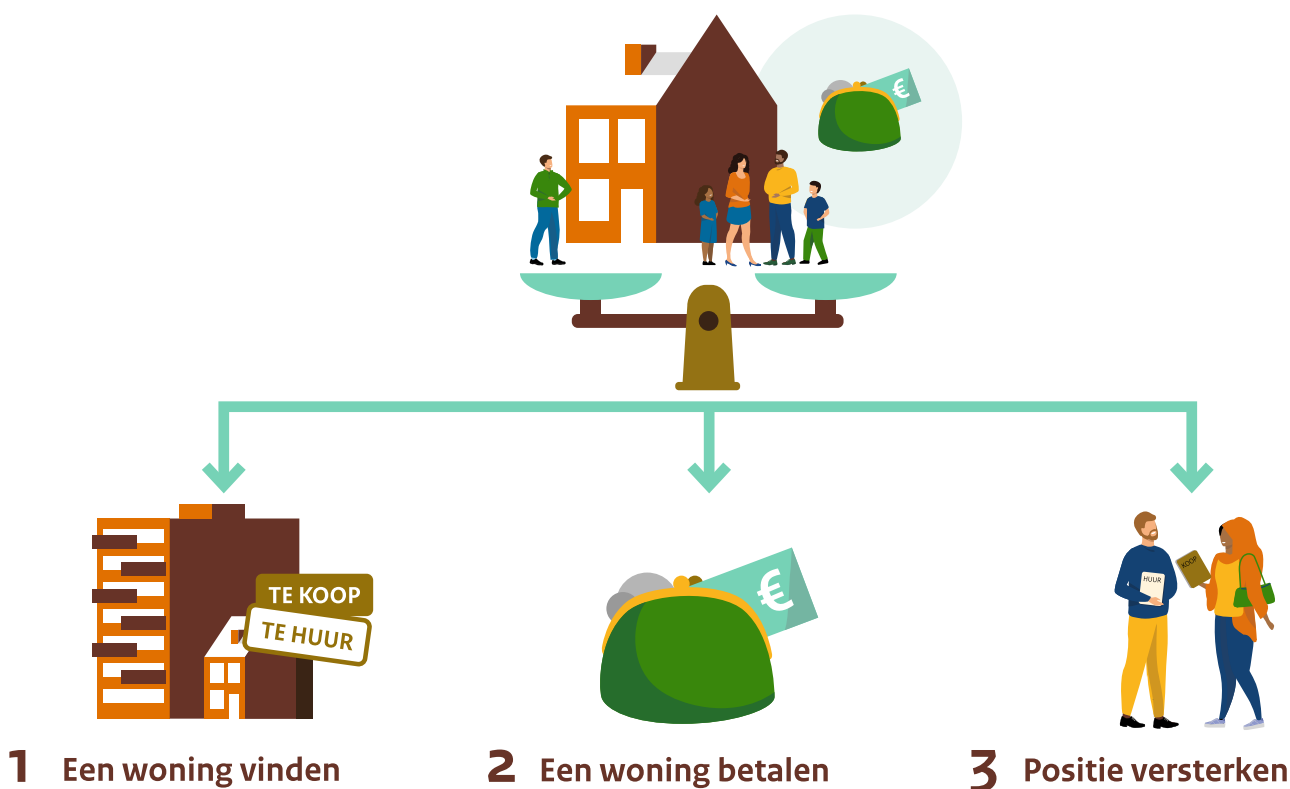 €
TE KOOP
TE HUUR
€
HUUR
KOOP
1 Een woning vinden
2 Een woning betalen
3 Positie versterken